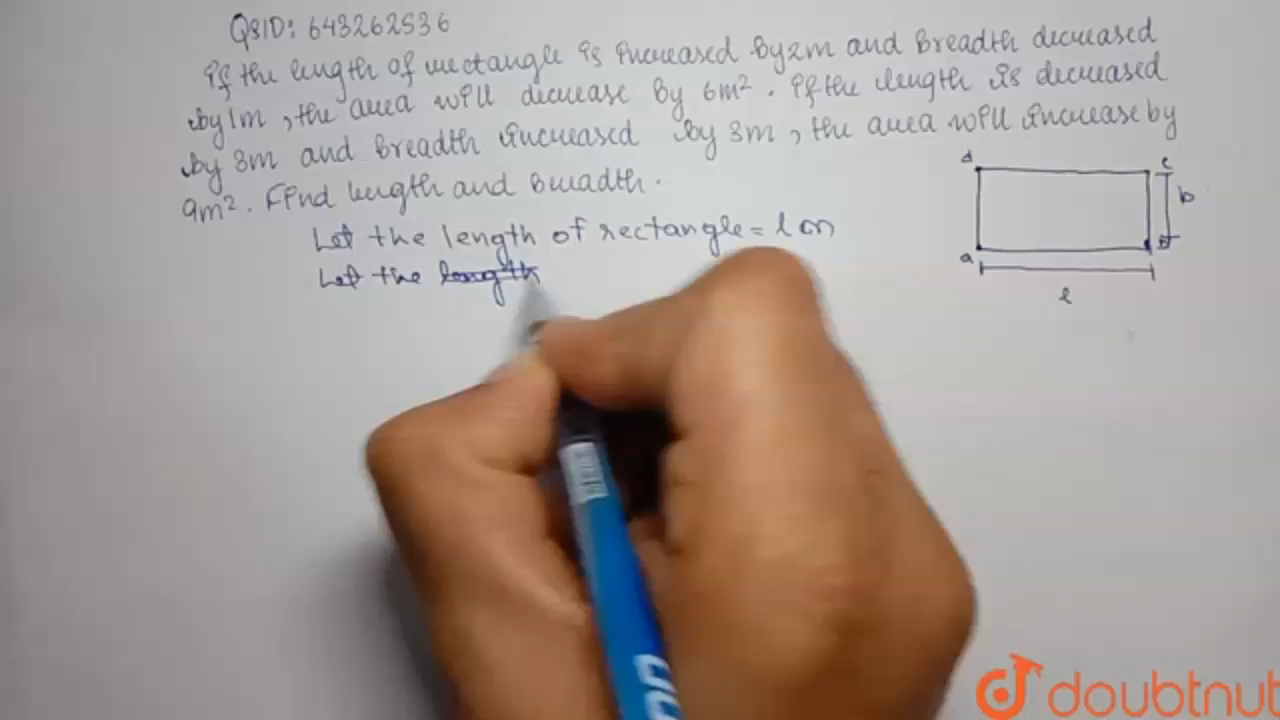 QSID: 643262536
If the length of rectangle is increased by 2m and Breadth decreased
by 1m, the area will decrease by 6m². If the length is decreased
by 3m and Breadth increased by 3m, the area will increase by
9m². Find length and Breadth.
Let the length of rectangle = l m
Let the length
d
c
b
a
B
l
doubtnut